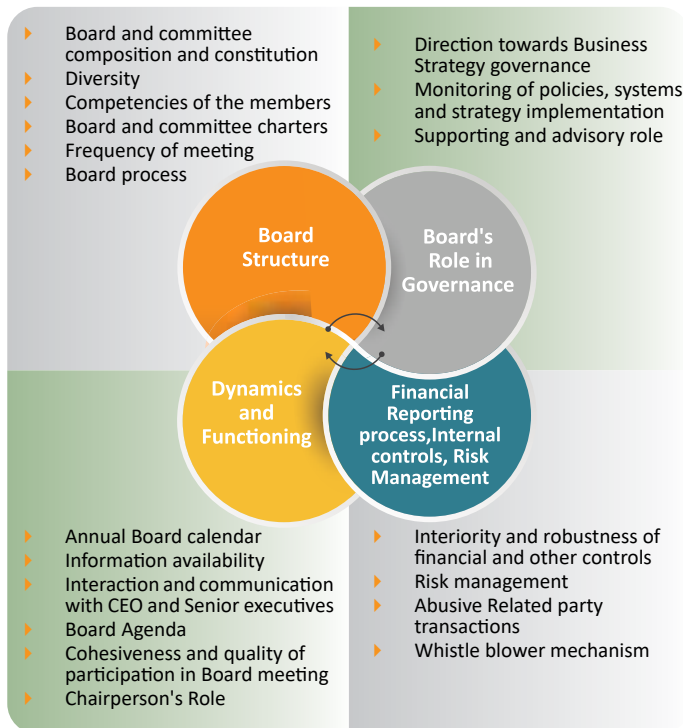 Board and committee
composition and constitution
Diversity
Competencies of the members
Board and committee charters
Frequency of meeting
Board process
Direction towards Business
Strategy governance
Monitoring of policies, systems
and strategy implementation
Supporting and advisory role
Board
Structure
Board's
Role in
Governance
Dynamics
and
Functioning
Financial
Reporting
process,Internal
controls, Risk
Management
Annual Board calendar
Information availability
Interaction and communication
with CEO and Senior executives
Board Agenda
Cohesiveness and quality of
participation in Board meeting
Chairperson's Role
Interiority and robustness of
financial and other controls
Risk management
Abusive Related party
transactions
Whistle blower mechanism